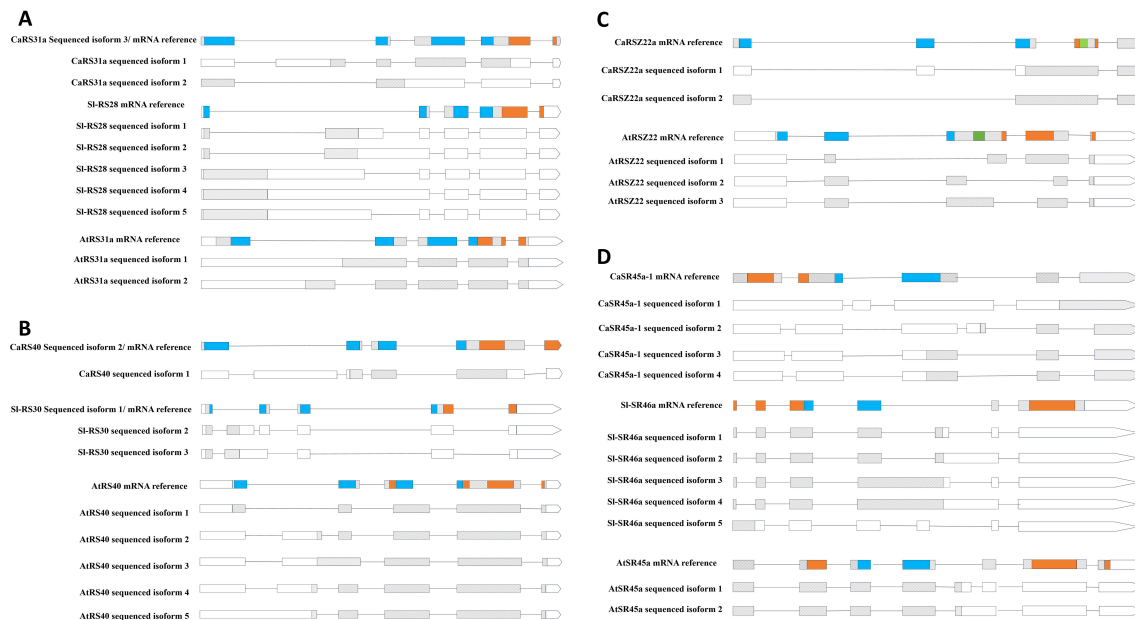 A
CaRS31a Sequenced isoform 3/ mRNA reference
CaRS31a sequenced isoform 1
CaRS31a sequenced isoform 2
Sl-RS28 mRNA reference
Sl-RS28 sequenced isoform 1
Sl-RS28 sequenced isoform 2
Sl-RS28 sequenced isoform 3
Sl-RS28 sequenced isoform 4
Sl-RS28 sequenced isoform 5
AtRS31a mRNA reference
AtRS31a sequenced isoform 1
AtRS31a sequenced isoform 2
B
CaRS40 Sequenced isoform 2/ mRNA reference
CaRS40 sequenced isoform 1
Sl-RS30 Sequenced isoform 1/ mRNA reference
Sl-RS30 sequenced isoform 2
Sl-RS30 sequenced isoform 3
AtRS40 mRNA reference
AtRS40 sequenced isoform 1
AtRS40 sequenced isoform 2
AtRS40 sequenced isoform 3
AtRS40 sequenced isoform 4
AtRS40 sequenced isoform 5
C
CaRSZ22a mRNA reference
CaRSZ22a sequenced isoform 1
CaRSZ22a sequenced isoform 2
AtRSZ22 mRNA reference
AtRSZ22 sequenced isoform 1
AtRSZ22 sequenced isoform 2
AtRSZ22 sequenced isoform 3
D
CaSR45a-1 mRNA reference
CaSR45a-1 sequenced isoform 1
CaSR45a-1 sequenced isoform 2
CaSR45a-1 sequenced isoform 3
CaSR45a-1 sequenced isoform 4
Sl-SR46a mRNA reference
Sl-SR46a sequenced isoform 1
Sl-SR46a sequenced isoform 2
Sl-SR46a sequenced isoform 3
Sl-SR46a sequenced isoform 4
Sl-SR46a sequenced isoform 5
AtSR45a mRNA reference
AtSR45a sequenced isoform 1
AtSR45a sequenced isoform 2